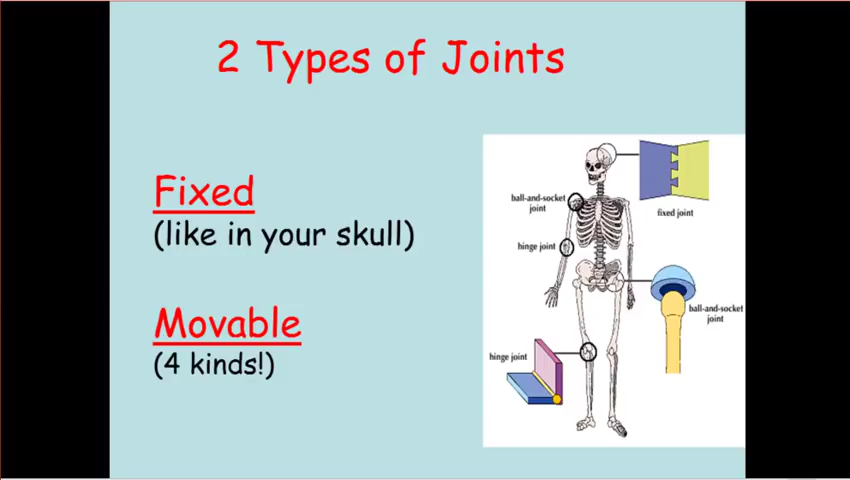 2 Types of Joints
Fixed
(like in your skull)
Movable
(4 kinds!)
fixed joint
ball-and-socket
joint
hinge joint
ball-and-socket
joint
hinge joint